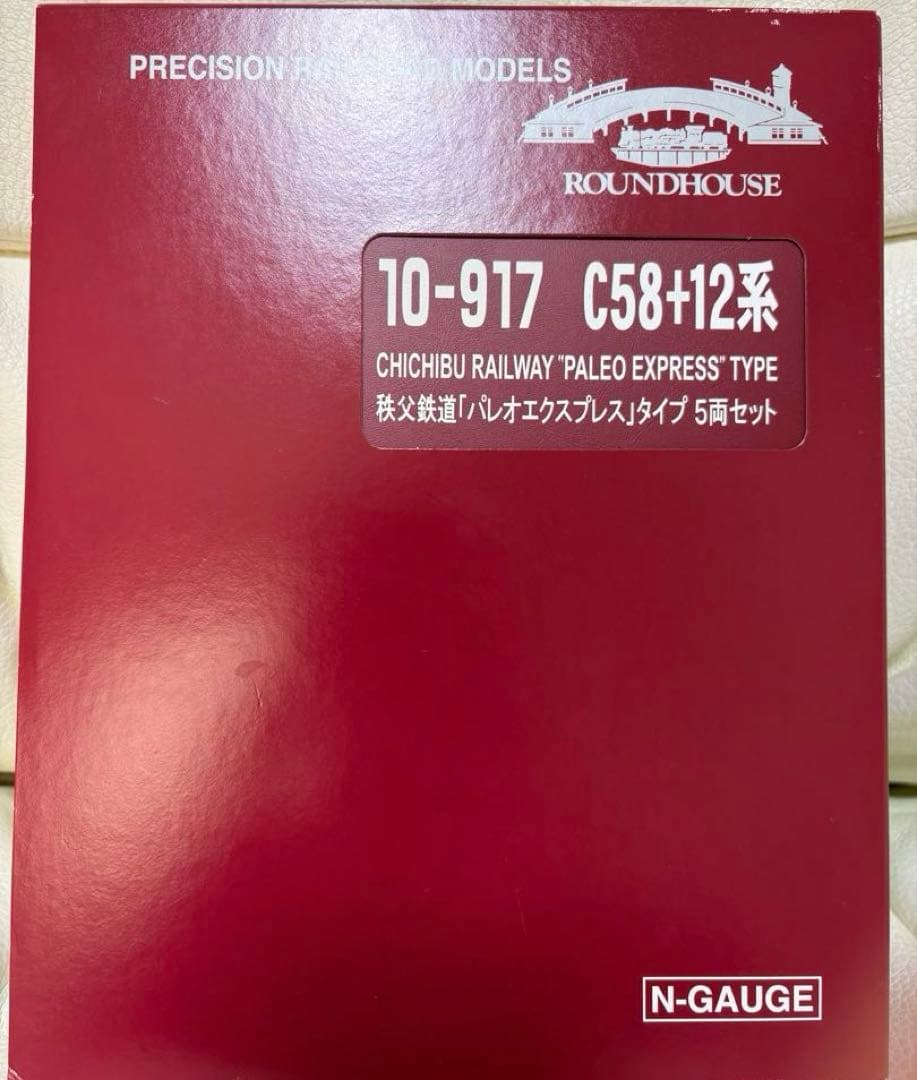 PRECISION RAILROAD MODELS
ROUNDHOUSE
10-917 C58+12系
CHICHIBU RAILWAY "PALEO EXPRESS" TYPE
秩父鉄道「パレオエクスプレス」タイプ 5両セット
N-GAUGE